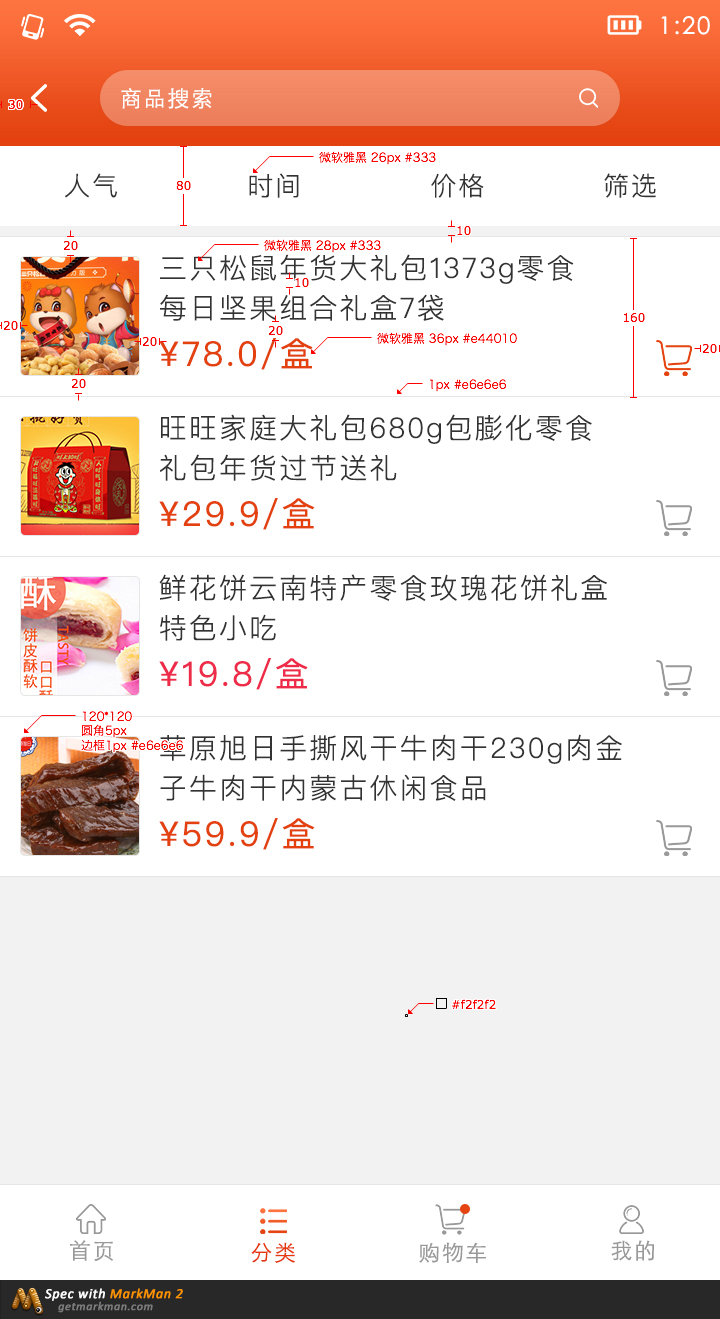 1:20
30
商品搜索
微软雅黑 26px #333
80
人气 时间 价格 筛选
10
20
微软雅黑 28px #333
三只松鼠年货大礼包1373g零食
10
每日坚果组合礼盒7袋
160
20
20
20
微软雅黑 36px #e44010
¥78.0/盒
20
20
1px #e6e6e6
旺旺家庭大礼包680g包膨化零食
礼包年货过节送礼
¥29.9/盒
鲜花饼云南特产零食玫瑰花饼礼盒
特色小吃
¥19.8/盒
酥
饼皮酥软
口口酥
TASTY
120*120
圆角5px
边框1px #e6e6e6
草原旭日手撕风干牛肉干230g肉金
子牛肉干内蒙古休闲食品
¥59.9/盒
#f2f2f2
首页 分类 购物车 我的
Spec with MarkMan 2
getmarkman.com